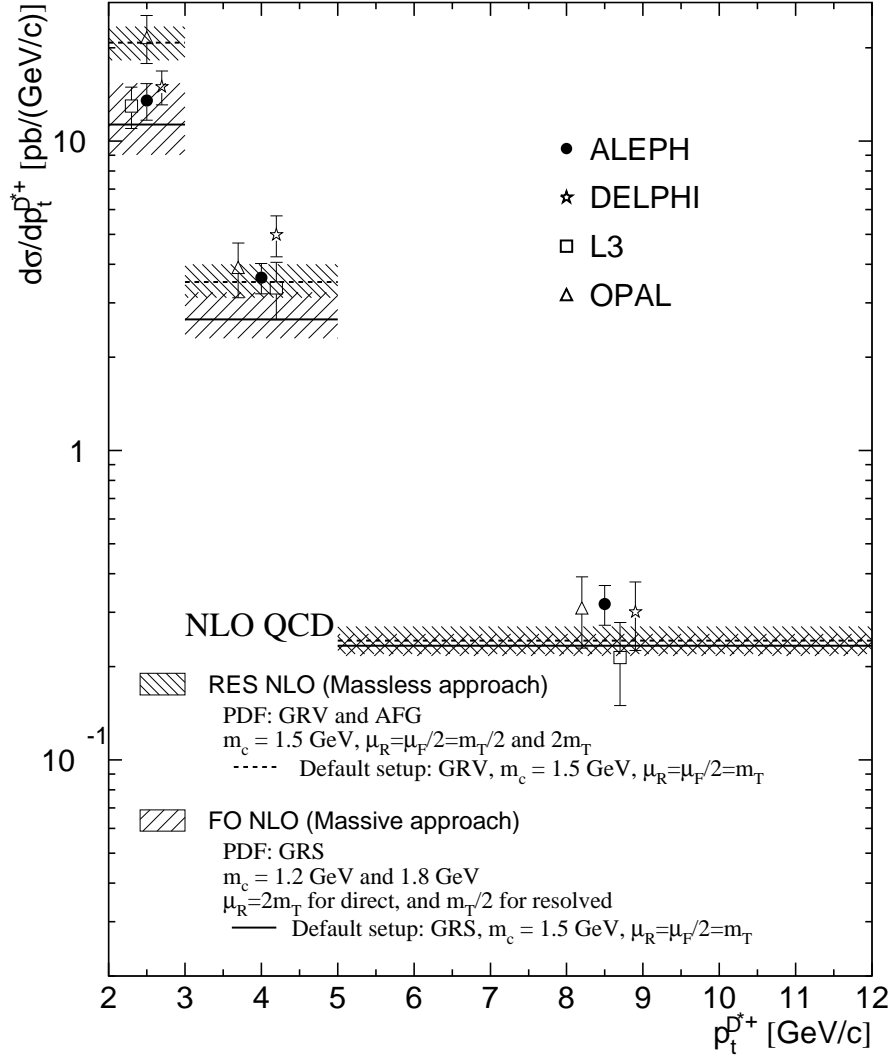 dσ/dp_t^{D*+} [pb/(GeV/c)]
10
1
10^{-1}
ALEPH
DELPHI
L3
OPAL
NLO QCD
RES NLO (Massless approach)
PDF: GRV and AFG
m_c = 1.5 GeV, μ_R=μ_F/2=m_T/2 and 2m_T
Default setup: GRV, m_c = 1.5 GeV, μ_R=μ_F/2=m_T
FO NLO (Massive approach)
PDF: GRS
m_c = 1.2 GeV and 1.8 GeV
μ_R=2m_T for direct, and m_T/2 for resolved
Default setup: GRS, m_c = 1.5 GeV, μ_R=μ_F/2=m_T
2 3 4 5 6 7 8 9 10 11 12
p_t^{D*+} [GeV/c]